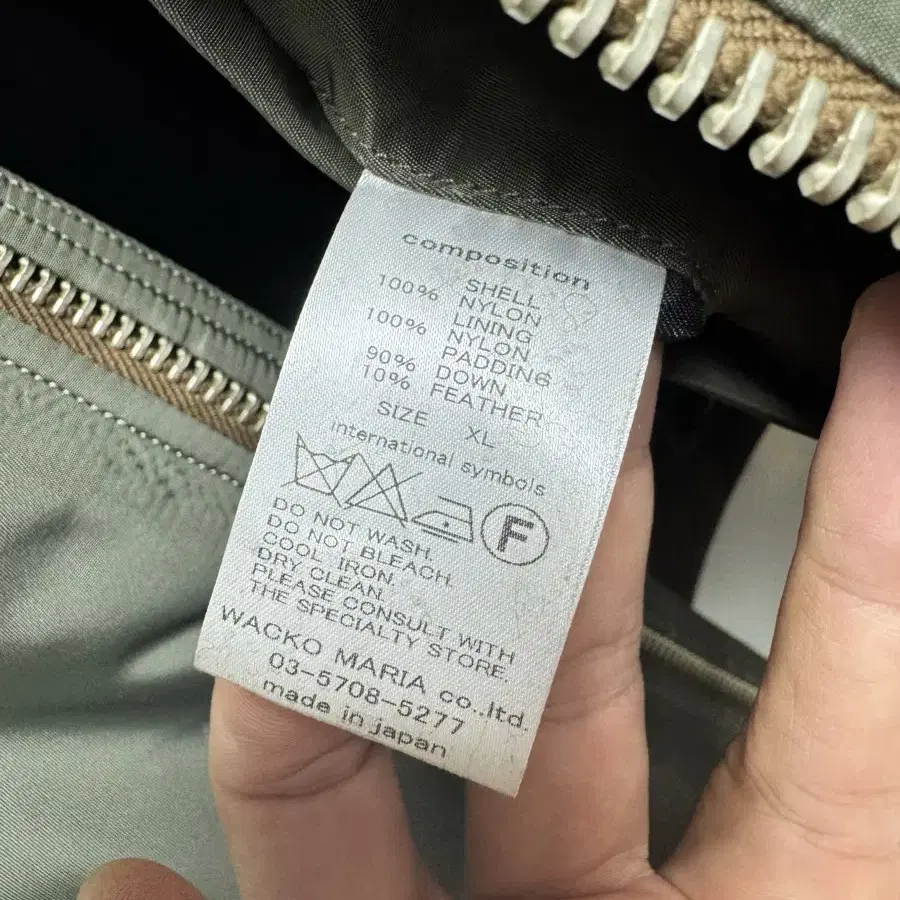 composition
SHELL
100% NYLON
LINING
100% NYLON
PADDING
90% DOWN
10% FEATHER
SIZE XL
international symbols
F
DO NOT WASH.
DO NOT BLEACH.
COOL IRON.
DRY CLEAN.
PLEASE CONSULT WITH
THE SPECIALTY STORE.
WACKO MARIA co.,ltd.
03-5708-5277
made in japan